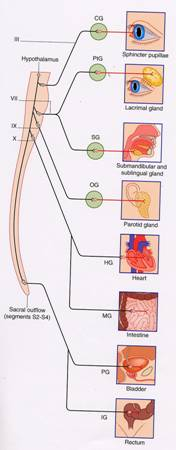 CG
III
Sphincter pupillae
Hypothalamus
PIG
VII
Lacrimal gland
IX
SG
X
Submandibular and
sublingual gland
OG
Parotid gland
HG
Heart
Sacral outflow
(segments S2-S4)
MG
Intestine
PG
Bladder
IG
Rectum